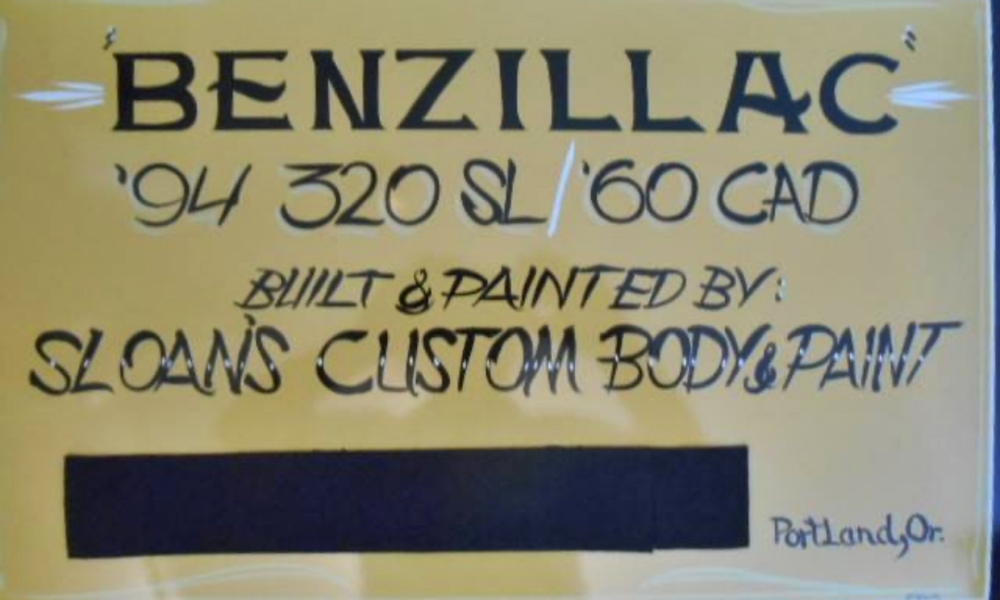 "BENZILLAC"
'94 320 SL/'60 CAD
BUILT & PAINTED BY:
SLOAN'S CUSTOM BODY & PAINT
Portland, Or.